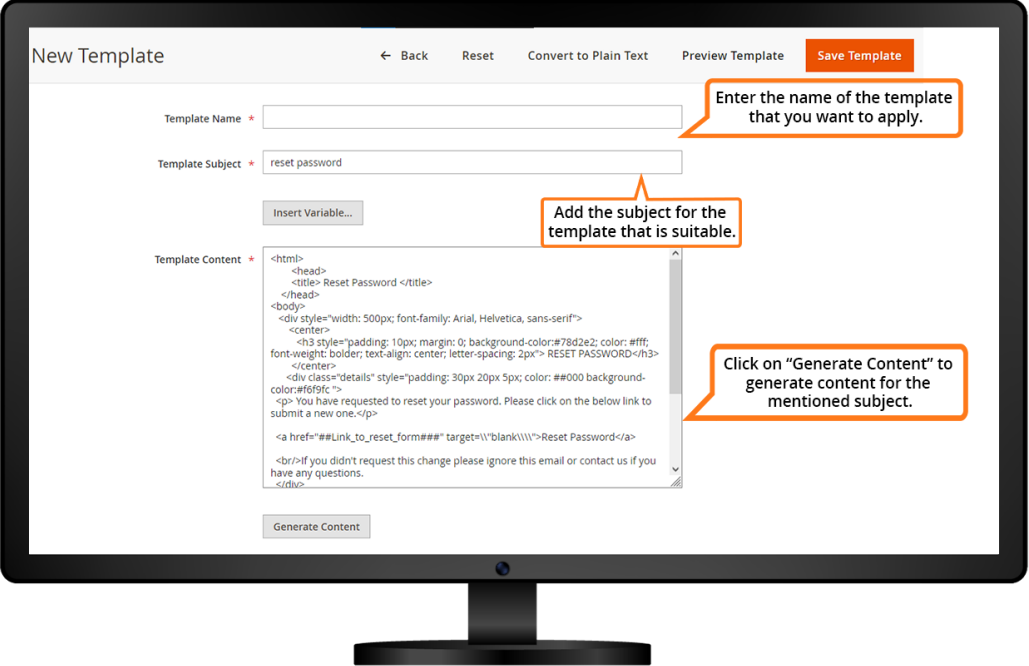 New Template
← Back Reset Convert to Plain Text Preview Template Save Template
Enter the name of the template
that you want to apply.
Template Name *
Template Subject * reset password
Add the subject for the
template that is suitable.
Insert Variable...
Template Content *
<html>
<head>
<title> Reset Password </title>
</head>
<body>
<div style="width: 500px; font-family: Arial, Helvetica, sans-serif">
<center>
<h3 style="padding: 10px; margin: 0; background-color:#78d2e2; color: #fff;
font-weight: bolder; text-align: center; letter-spacing: 2px"> RESET PASSWORD</h3>
</center>
<div class="details" style="padding: 30px 20px 5px; color: ##000 background-
color:#f6f9fc ">
<p> You have requested to reset your password. Please click on the below link to
submit a new one.</p>
<a href="##Link_to_reset_form###" target=\\"blank\\\\">Reset Password</a>
<br/>If you didn't request this change please ignore this email or contact us if you
have any questions.
</div>
Click on “Generate Content” to
generate content for the
mentioned subject.
Generate Content